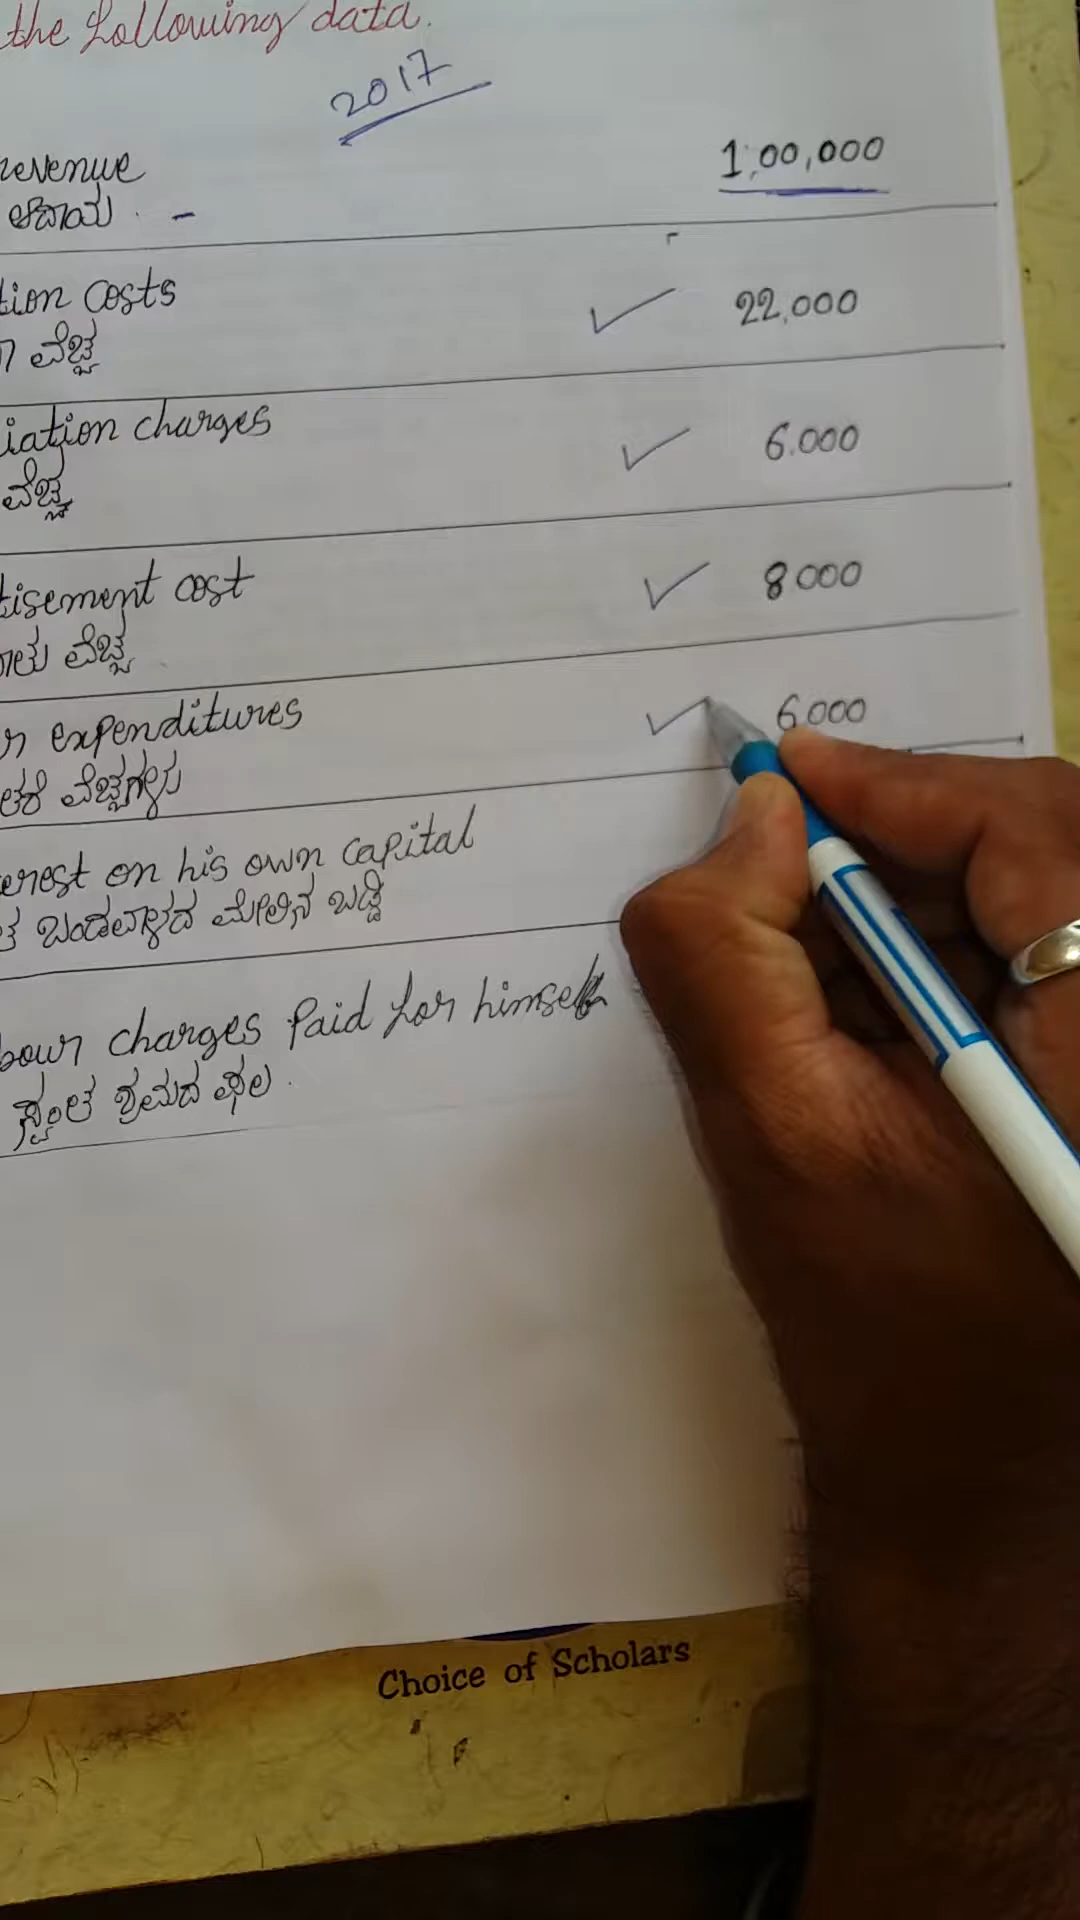 the following data.
2017
revenue 1,00,000
ಆದಾಯ -
tion costs 22,000
ವೆಚ್ಚ
iation charges 6.000
ವೆಚ್ಚ
tisement cost 8000
ವೆಚ್ಚ
r expenditures 6000
ವೆಚ್ಚಗಳು
erest on his own capital
ಬಂಡವಾಳದ ಮೇಲಿನ ಬಡ್ಡಿ
bour charges paid for himself
ಸ್ವಂತ ಶ್ರಮದ ಫಲ.
Choice of Scholars